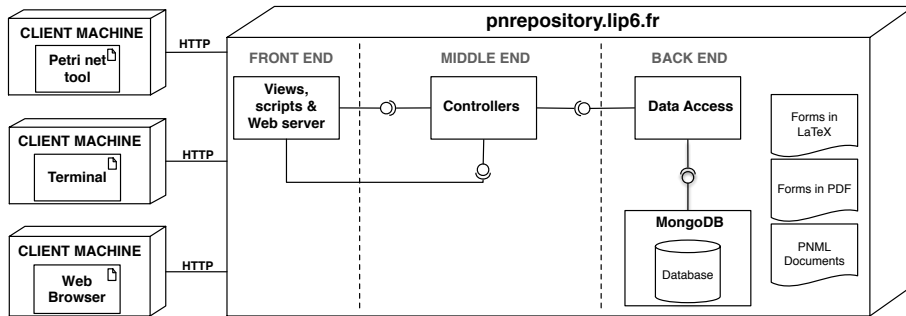 pnrepository.lip6.fr
CLIENT MACHINE
Petri net
tool
HTTP
CLIENT MACHINE
Terminal
HTTP
CLIENT MACHINE
Web
Browser
HTTP
FRONT END
MIDDLE END
BACK END
Views,
scripts &
Web server
Controllers
Data Access
MongoDB
Database
Forms in
LaTeX
Forms in PDF
PNML
Documents